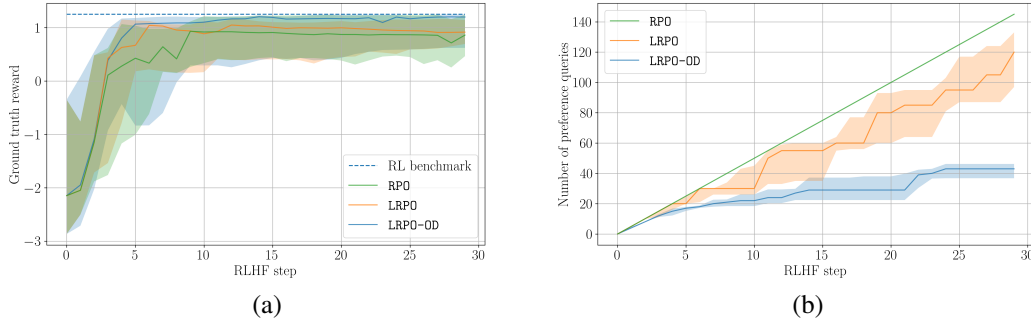 1
0
−1
−2
−3
Ground truth reward
0
5
10
15
20
25
30
RLHF step
RL benchmark
RPO
LRPO
LRPO-OD
(a)
140
120
100
80
60
40
20
0
Number of preference queries
0
5
10
15
20
25
30
RLHF step
RPO
LRPO
LRPO-OD
(b)